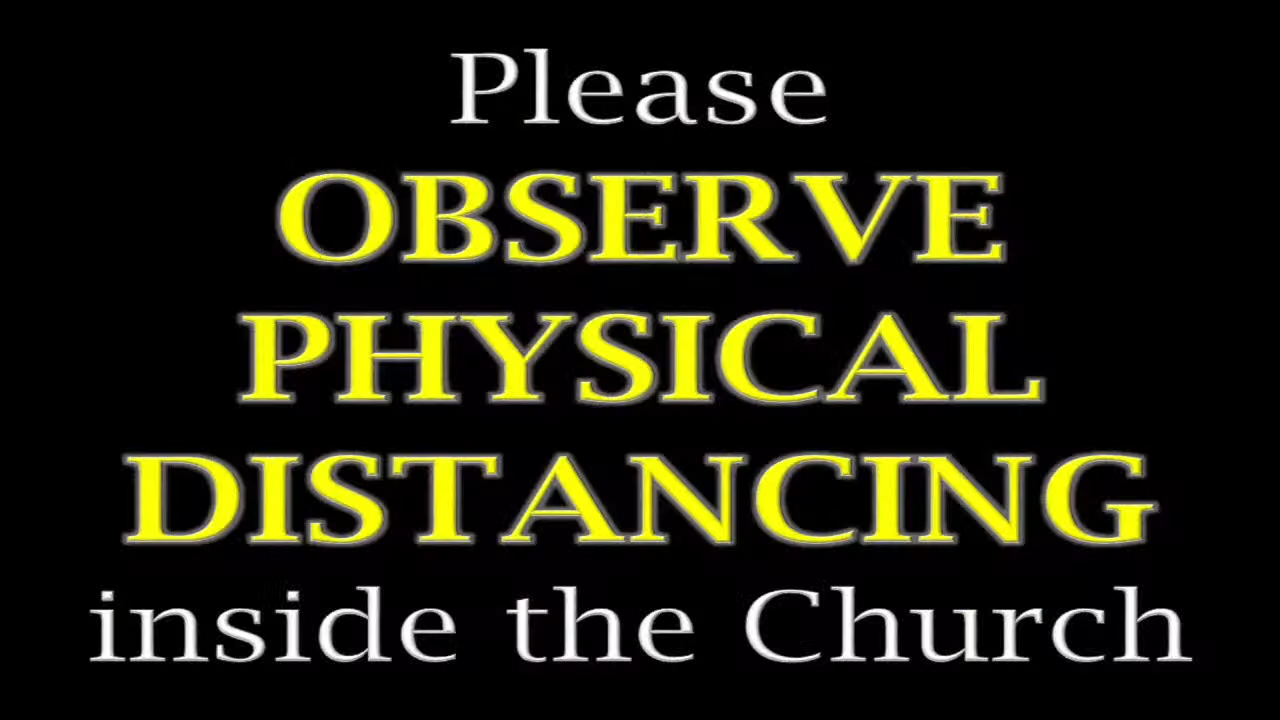 Please
OBSERVE
PHYSICAL
DISTANCING
inside the Church